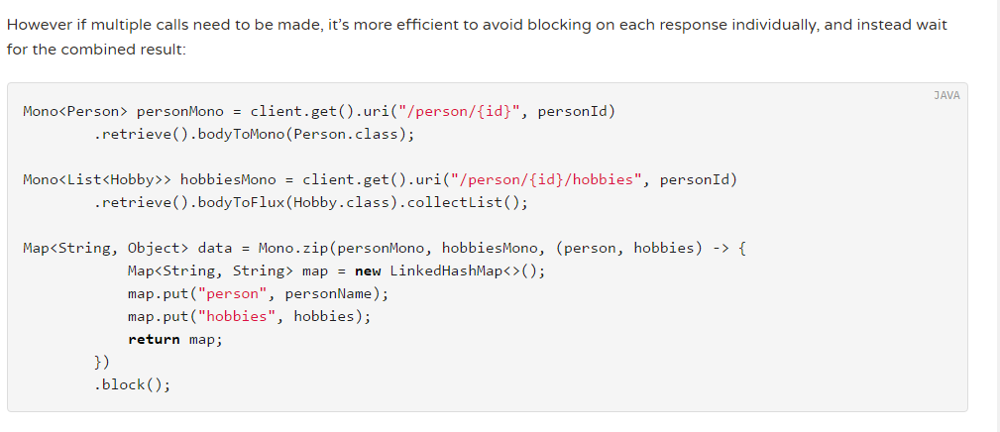 However if multiple calls need to be made, it’s more efficient to avoid blocking on each response individually, and instead wait
for the combined result:
JAVA
Mono<Person> personMono = client.get().uri("/person/{id}", personId)
        .retrieve().bodyToMono(Person.class);

Mono<List<Hobby>> hobbiesMono = client.get().uri("/person/{id}/hobbies", personId)
        .retrieve().bodyToFlux(Hobby.class).collectList();

Map<String, Object> data = Mono.zip(personMono, hobbiesMono, (person, hobbies) -> {
            Map<String, String> map = new LinkedHashMap<>();
            map.put("person", personName);
            map.put("hobbies", hobbies);
            return map;
        })
        .block();